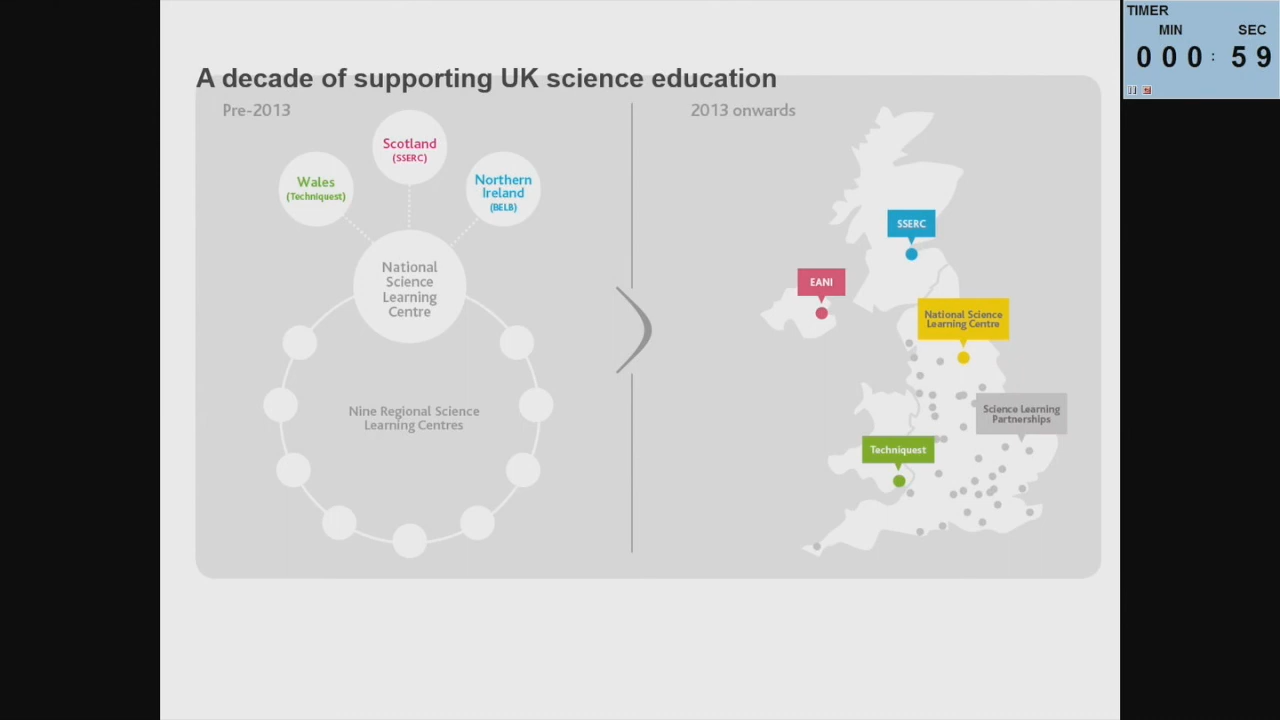 TIMER
MIN SEC
0 0 0 : 5 9
A decade of supporting UK science education
Pre-2013
2013 onwards
Scotland
(SSERC)
Wales
(Techniquest)
Northern
Ireland
(BELB)
National
Science
Learning
Centre
Nine Regional Science
Learning Centres
SSERC
EANI
National Science
Learning Centre
Science Learning
Partnerships
Techniquest